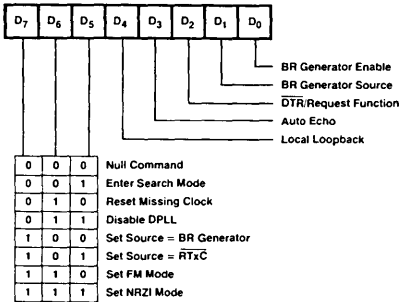 D7 D6 D5 D4 D3 D2 D1 D0
BR Generator Enable
BR Generator Source
D̅T̅R̅/Request Function
Auto Echo
Local Loopback
0 0 0 Null Command
0 0 1 Enter Search Mode
0 1 0 Reset Missing Clock
0 1 1 Disable DPLL
1 0 0 Set Source = BR Generator
1 0 1 Set Source = R̅T̅x̅C̅
1 1 0 Set FM Mode
1 1 1 Set NRZI Mode